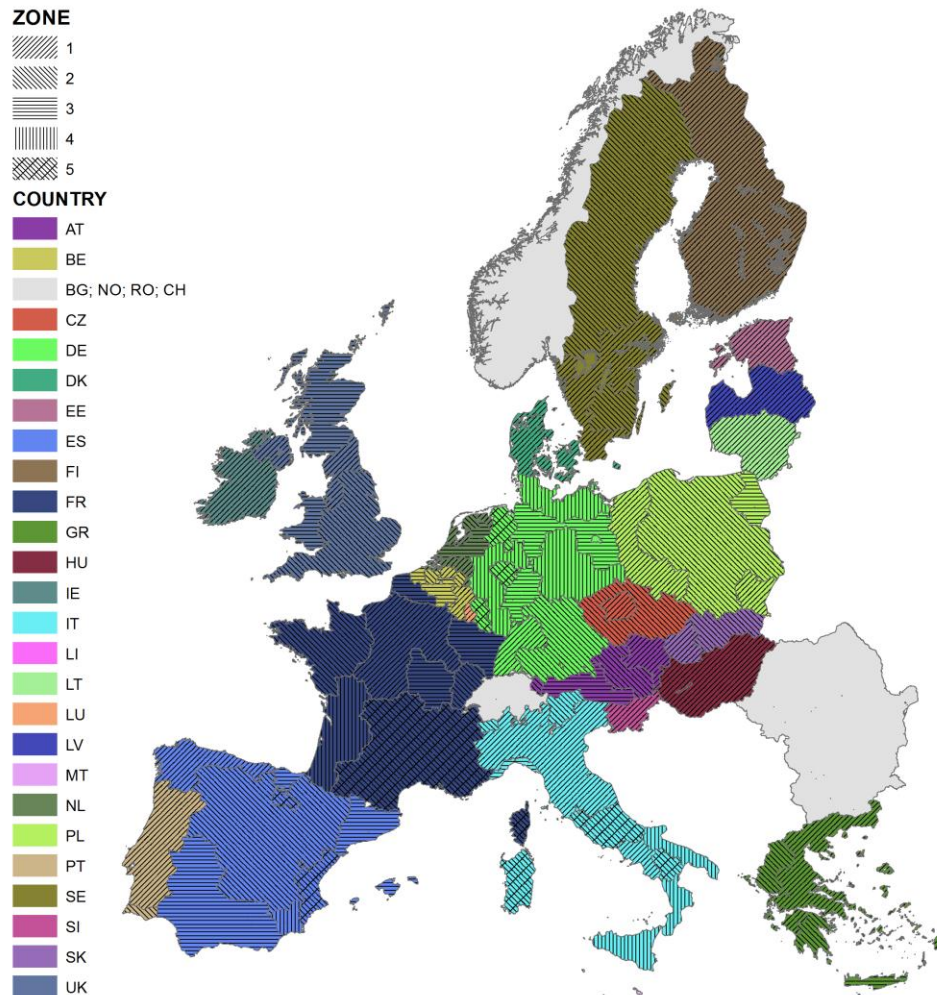 ZONE
1
2
3
4
5
COUNTRY
AT
BE
BG; NO; RO; CH
CZ
DE
DK
EE
ES
FI
FR
GR
HU
IE
IT
LI
LT
LU
LV
MT
NL
PL
PT
SE
SI
SK
UK